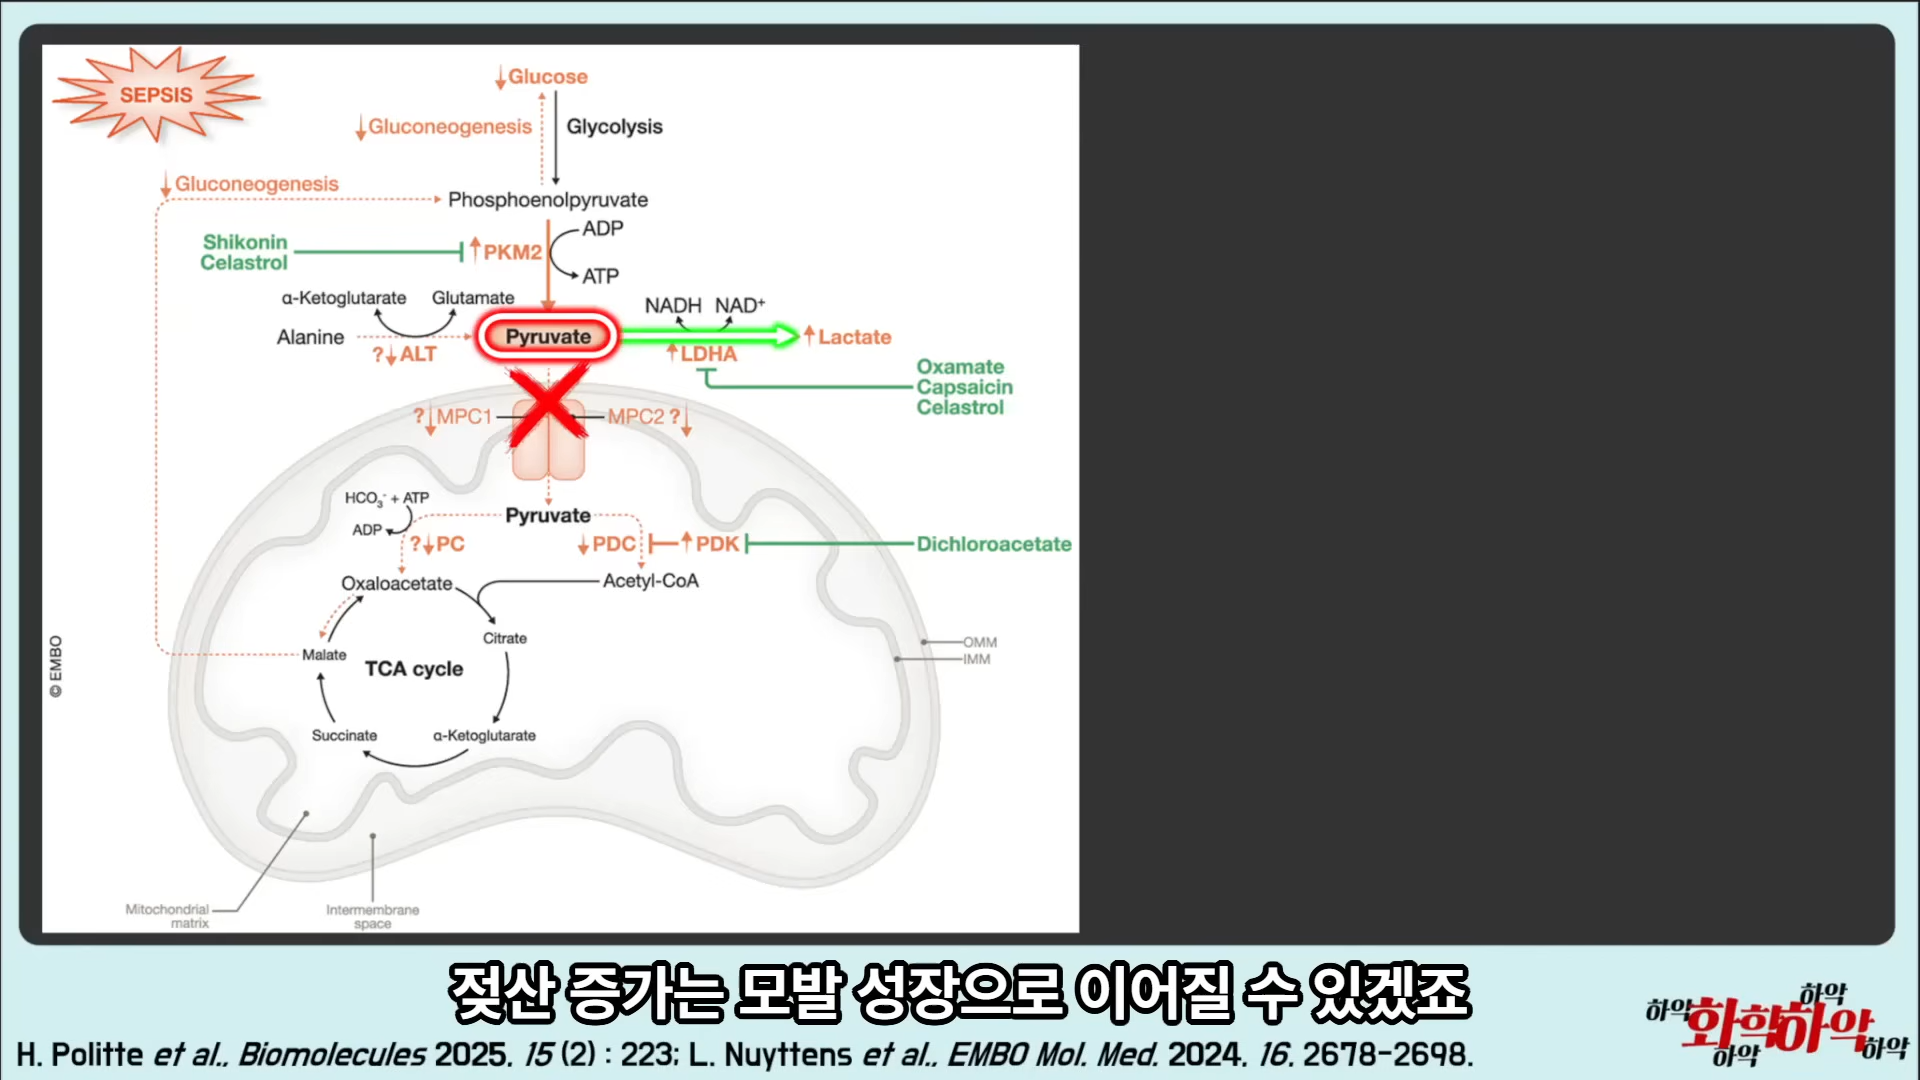 SEPSIS
↓Glucose
↓Gluconeogenesis
Glycolysis
↓Gluconeogenesis
Phosphoenolpyruvate
ADP
Shikonin
Celastrol
↑PKM2
ATP
α-Ketoglutarate
Glutamate
NADH
NAD⁺
Alanine
Pyruvate
↑Lactate
?↓ALT
↑LDHA
Oxamate
Capsaicin
Celastrol
?↓MPC1
MPC2?↓
HCO₃⁻ + ATP
Pyruvate
ADP
?↓PC
↓PDC
↑PDK
Dichloroacetate
Oxaloacetate
Acetyl-CoA
Citrate
OMM
Malate
IMM
TCA cycle
© EMBO
Succinate
α-Ketoglutarate
Mitochondrial
matrix
Intermembrane
space
젖산 증가는 모발 성장으로 이어질 수 있겠죠
하악
하악
화학하악
하악
하악
H. Politte et al., Biomolecules 2025, 15 (2) : 223; L. Nuyttens et al., EMBO Mol. Med. 2024, 16, 2678-2698.